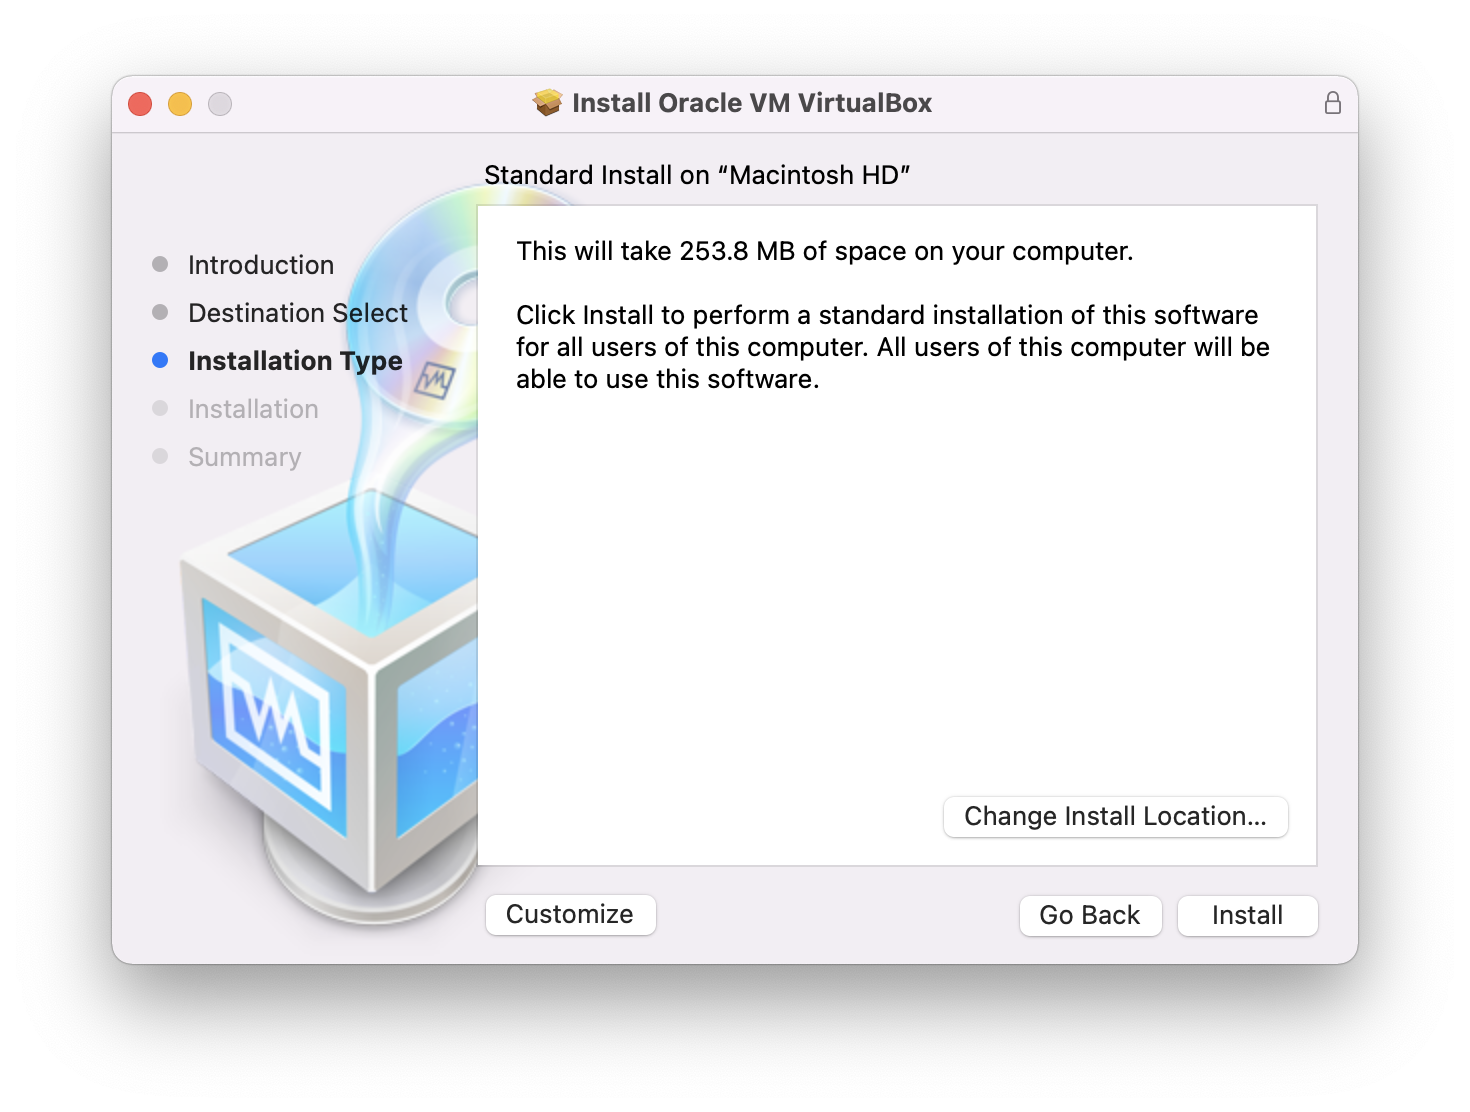 Install Oracle VM VirtualBox
Standard Install on “Macintosh HD”
Introduction
Destination Select
Installation Type
Installation
Summary
This will take 253.8 MB of space on your computer.
Click Install to perform a standard installation of this software
for all users of this computer. All users of this computer will be
able to use this software.
Change Install Location...
Customize
Go Back
Install